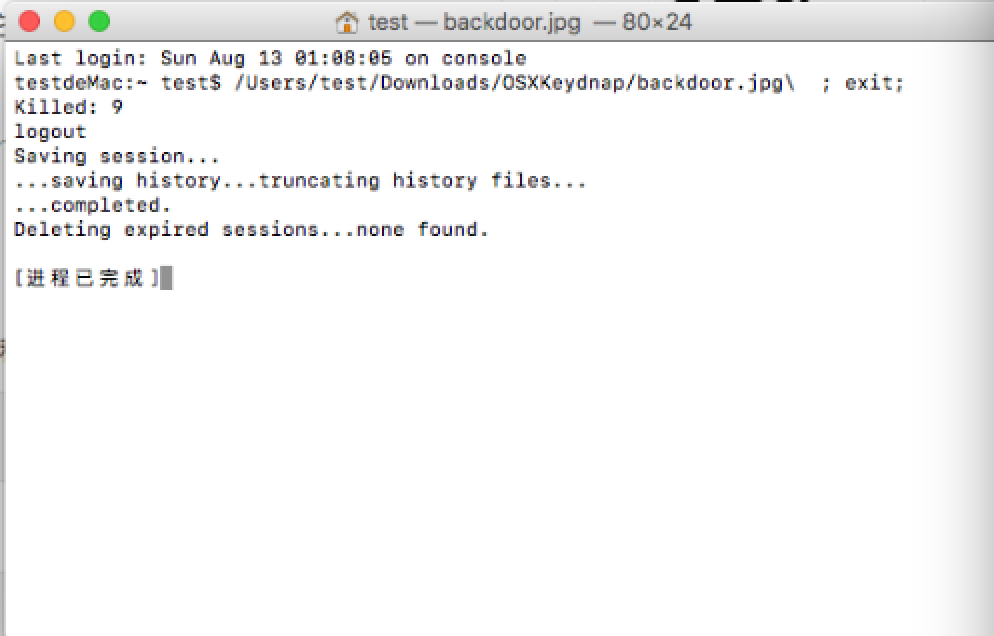 test — backdoor.jpg — 80×24
Last login: Sun Aug 13 01:08:05 on console
testdeMac:~ test$ /Users/test/Downloads/OSXKeydnap/backdoor.jpg\  ; exit;
Killed: 9
logout
Saving session...
...saving history...truncating history files...
...completed.
Deleting expired sessions...none found.
[进程已完成]